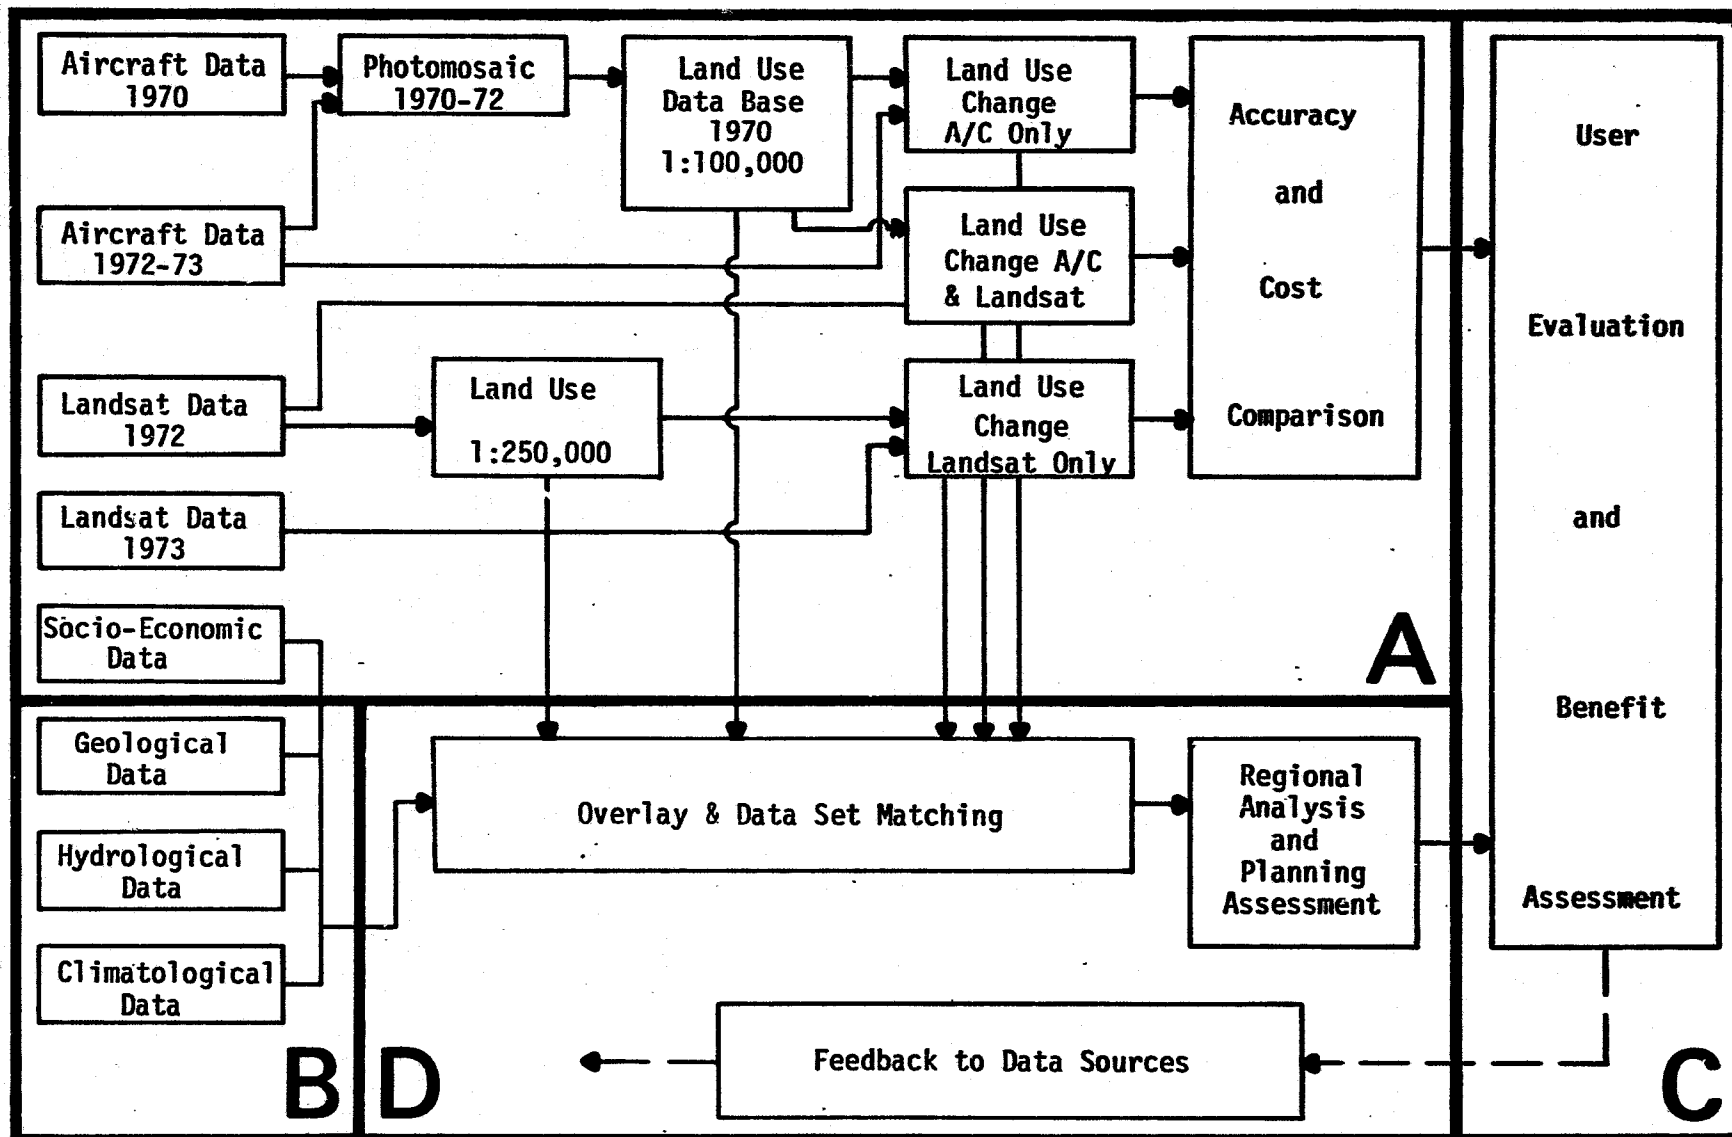 Aircraft Data
1970
Photomosaic
1970-72
Land Use
Data Base
1970
1:100,000
Land Use
Change
A/C Only
Accuracy
and
Cost
Comparison
User
Evaluation
and
Benefit
Assessment
Aircraft Data
1972-73
Land Use
Change A/C
& Landsat
Landsat Data
1972
Land Use
1:250,000
Land Use
Change
Landsat Only
Landsat Data
1973
Socio-Economic
Data
A
Geological
Data
Hydrological
Data
Climatological
Data
B
Overlay & Data Set Matching
Regional
Analysis
and
Planning
Assessment
Feedback to Data Sources
D
C